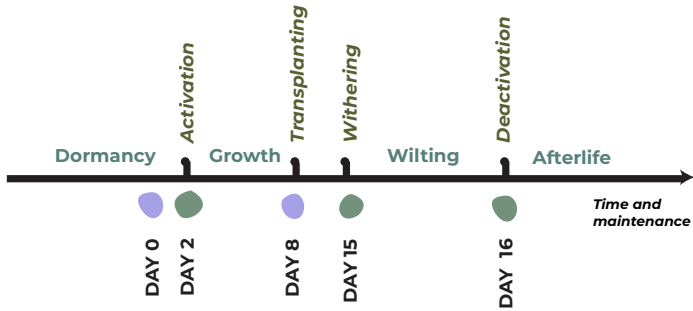 Activation
Transplanting
Withering
Deactivation
Dormancy
Growth
Wilting
Afterlife
Time and
maintenance
DAY 0
DAY 2
DAY 8
DAY 15
DAY 16